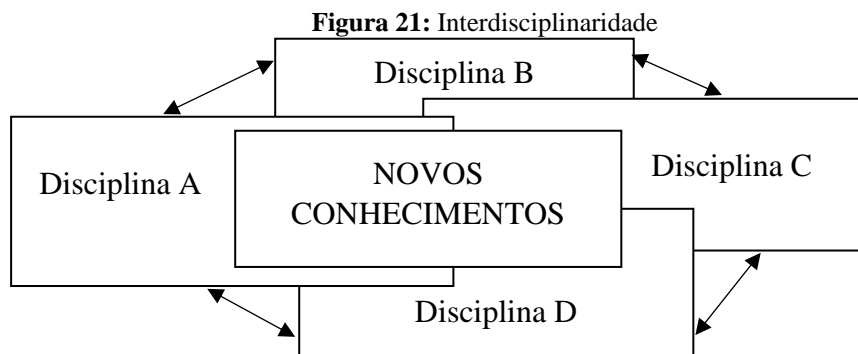 Figura 21: Interdisciplinaridade
Disciplina B
Disciplina A
NOVOS
CONHECIMENTOS
Disciplina C
Disciplina D